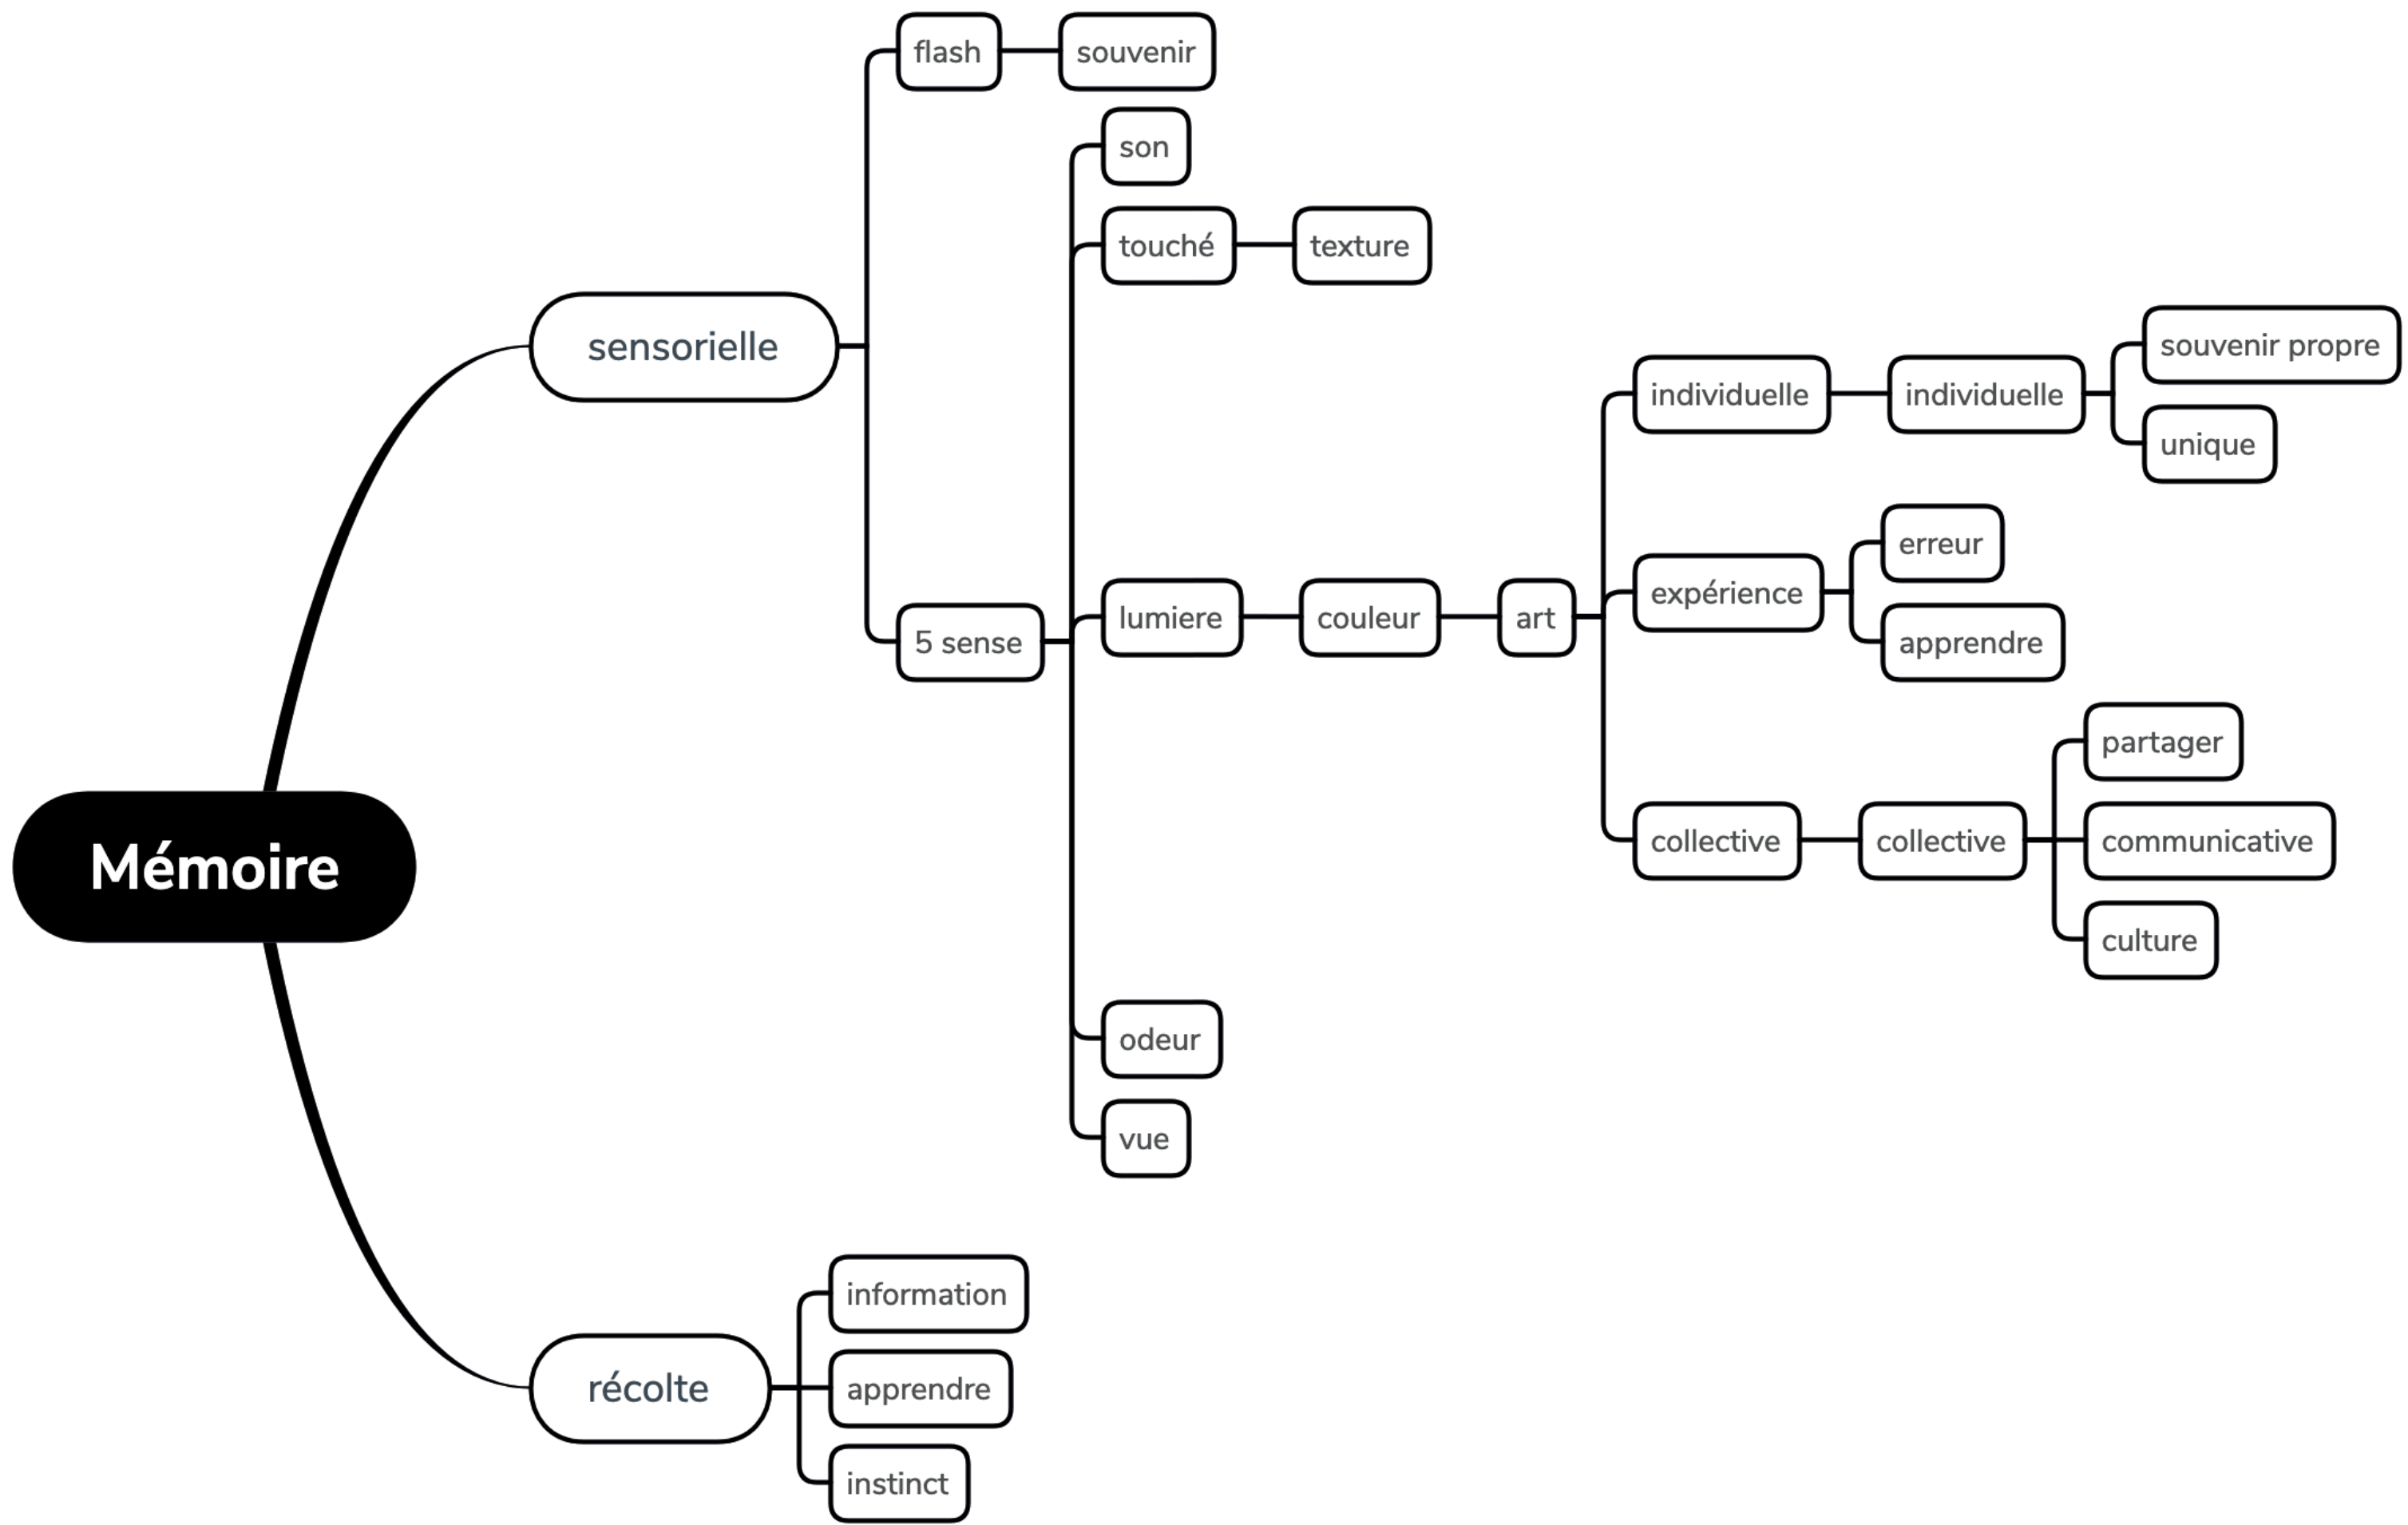 Mémoire
sensorielle
flash
souvenir
5 sense
son
touché
texture
lumiere
couleur
art
individuelle
individuelle
souvenir propre
unique
expérience
erreur
apprendre
collective
collective
partager
communicative
culture
odeur
vue
récolte
information
apprendre
instinct